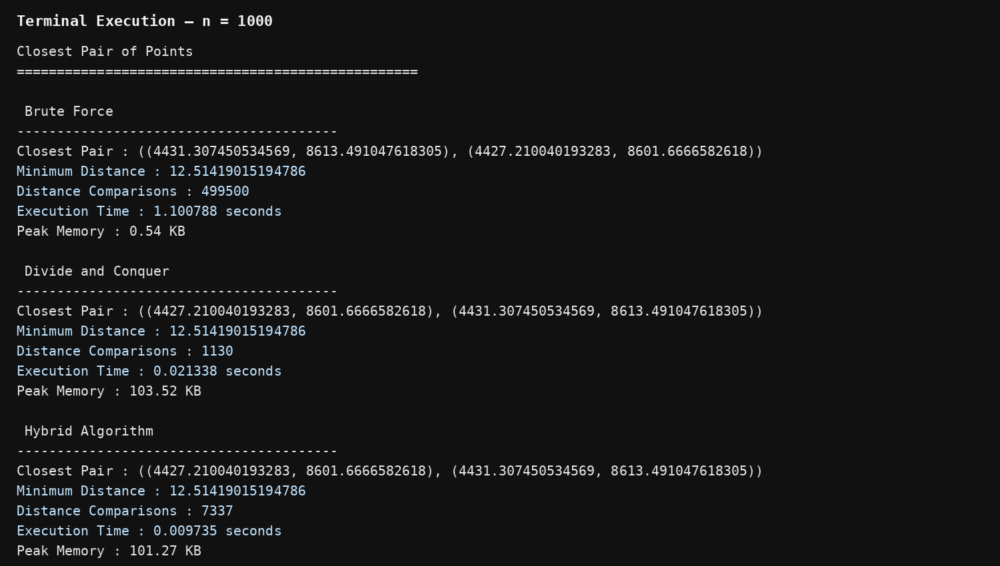 Terminal Execution — n = 1000
Closest Pair of Points
==================================================
Brute Force
----------------------------------------
Closest Pair : ((4431.307450534569, 8613.491047618305), (4427.210040193283, 8601.6666582618))
Minimum Distance : 12.51419015194786
Distance Comparisons : 499500
Execution Time : 1.100788 seconds
Peak Memory : 0.54 KB
Divide and Conquer
----------------------------------------
Closest Pair : ((4427.210040193283, 8601.6666582618), (4431.307450534569, 8613.491047618305))
Minimum Distance : 12.51419015194786
Distance Comparisons : 1130
Execution Time : 0.021338 seconds
Peak Memory : 103.52 KB
Hybrid Algorithm
----------------------------------------
Closest Pair : ((4427.210040193283, 8601.6666582618), (4431.307450534569, 8613.491047618305))
Minimum Distance : 12.51419015194786
Distance Comparisons : 7337
Execution Time : 0.009735 seconds
Peak Memory : 101.27 KB